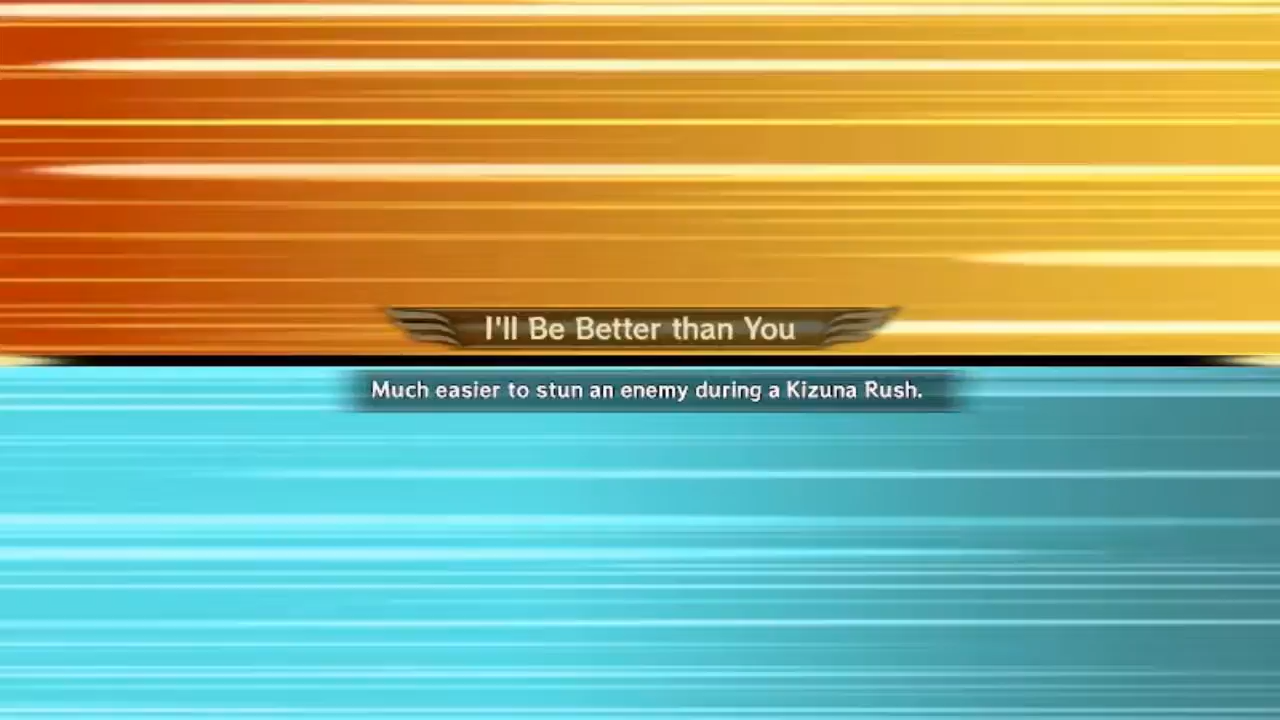 I'll Be Better than You
Much easier to stun an enemy during a Kizuna Rush.